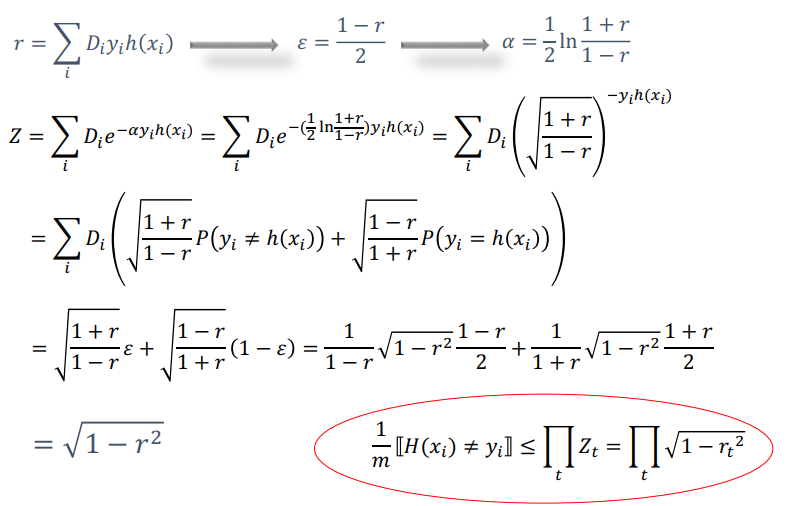 r = ∑_i D_i y_i h(x_i) ⟶ ε = (1 − r)/2 ⟶ α = 1/2 ln (1 + r)/(1 − r)
Z = ∑_i D_i e^{−αy_i h(x_i)} = ∑_i D_i e^{−(1/2 ln (1+r)/(1−r))y_i h(x_i)} = ∑_i D_i (√((1 + r)/(1 − r)))^{−y_i h(x_i)}
= ∑_i D_i (√((1 + r)/(1 − r)) P(y_i ≠ h(x_i)) + √((1 − r)/(1 + r)) P(y_i = h(x_i)))
= √((1 + r)/(1 − r)) ε + √((1 − r)/(1 + r)) (1 − ε) = 1/(1 − r) √(1 − r²) (1 − r)/2 + 1/(1 + r) √(1 − r²) (1 + r)/2
= √(1 − r²)
1/m ⟦H(x_i) ≠ y_i⟧ ≤ ∏_t Z_t = ∏_t √(1 − r_t²)